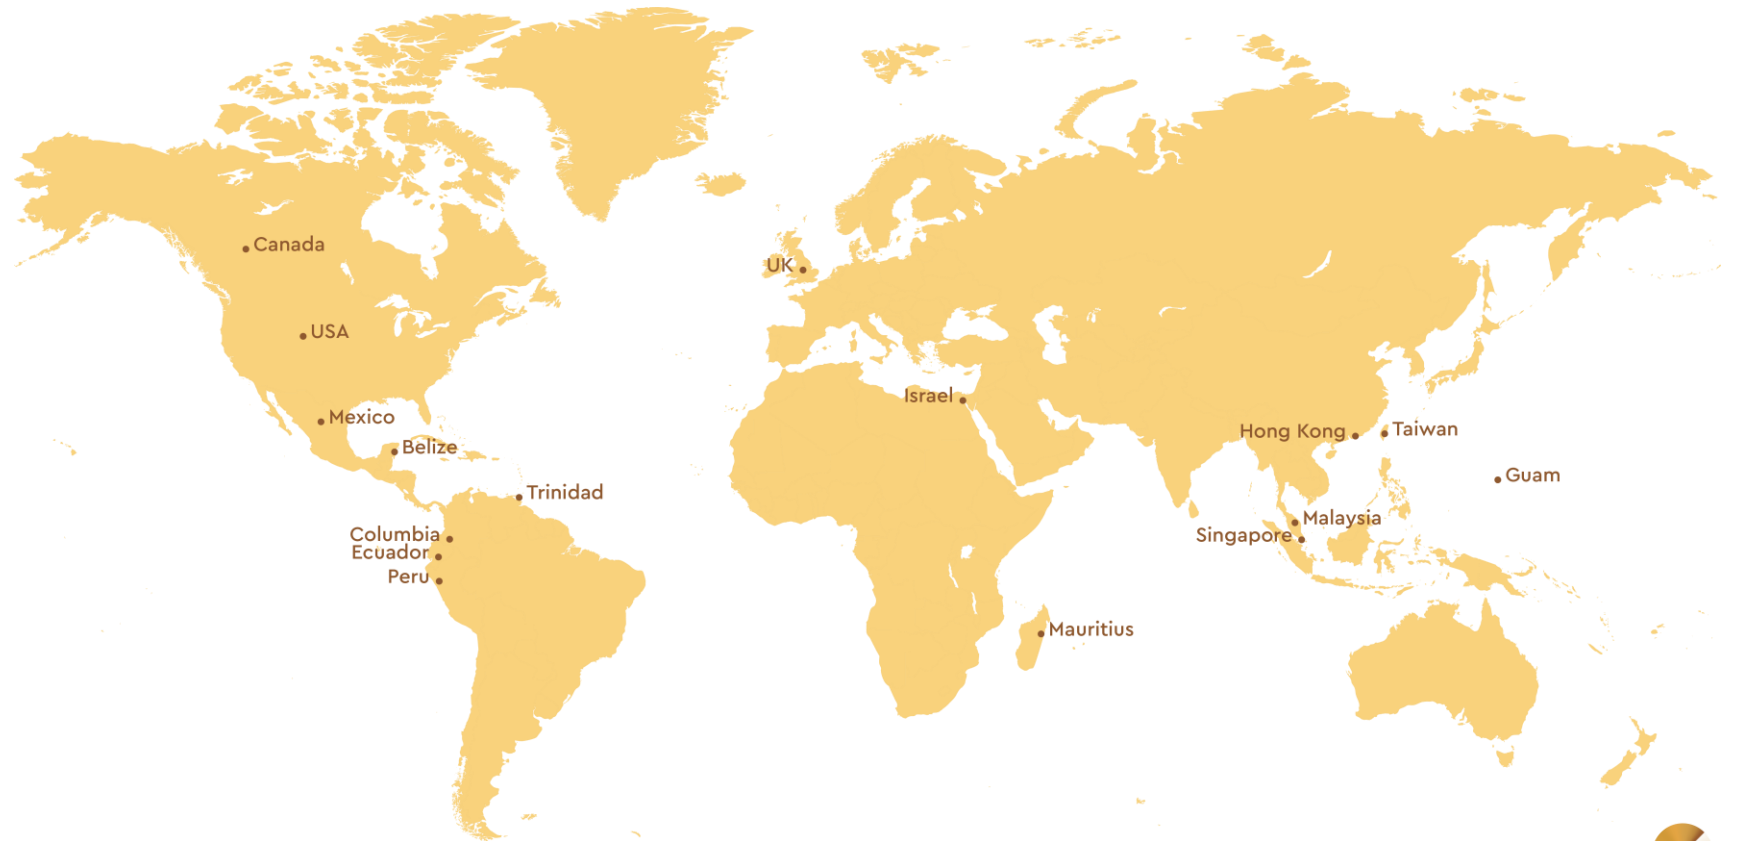 Canada
UK
USA
Israel
Mexico
Taiwan
Hong Kong
Belize
Guam
Trinidad
Malaysia
Columbia
Singapore
Ecuador
Peru
Mauritius